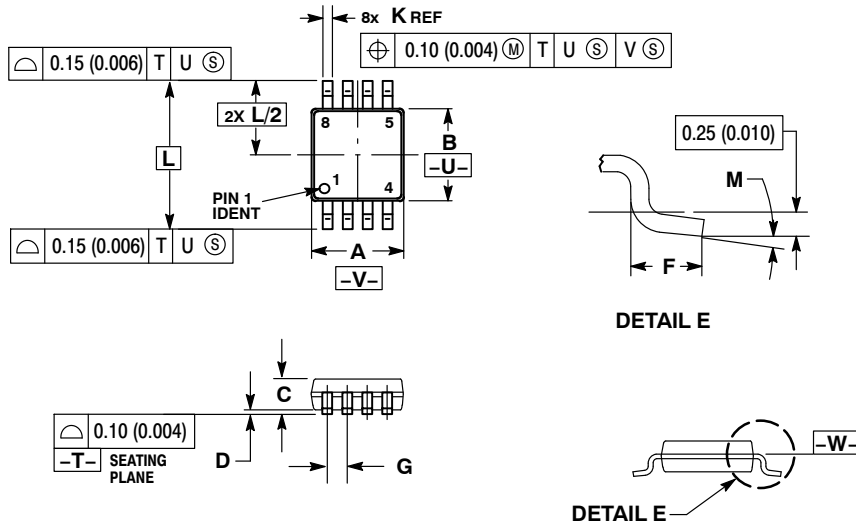 8x K REF
⌖ 0.10 (0.004) Ⓜ T U Ⓢ V Ⓢ
⌓ 0.15 (0.006) T U Ⓢ
2X L/2
8 5
B
–U–
L
PIN 1
IDENT
1 4
⌓ 0.15 (0.006) T U Ⓢ
A
–V–
0.25 (0.010)
M
F
DETAIL E
C
⌓ 0.10 (0.004)
–T– SEATING
PLANE
D
G
–W–
DETAIL E